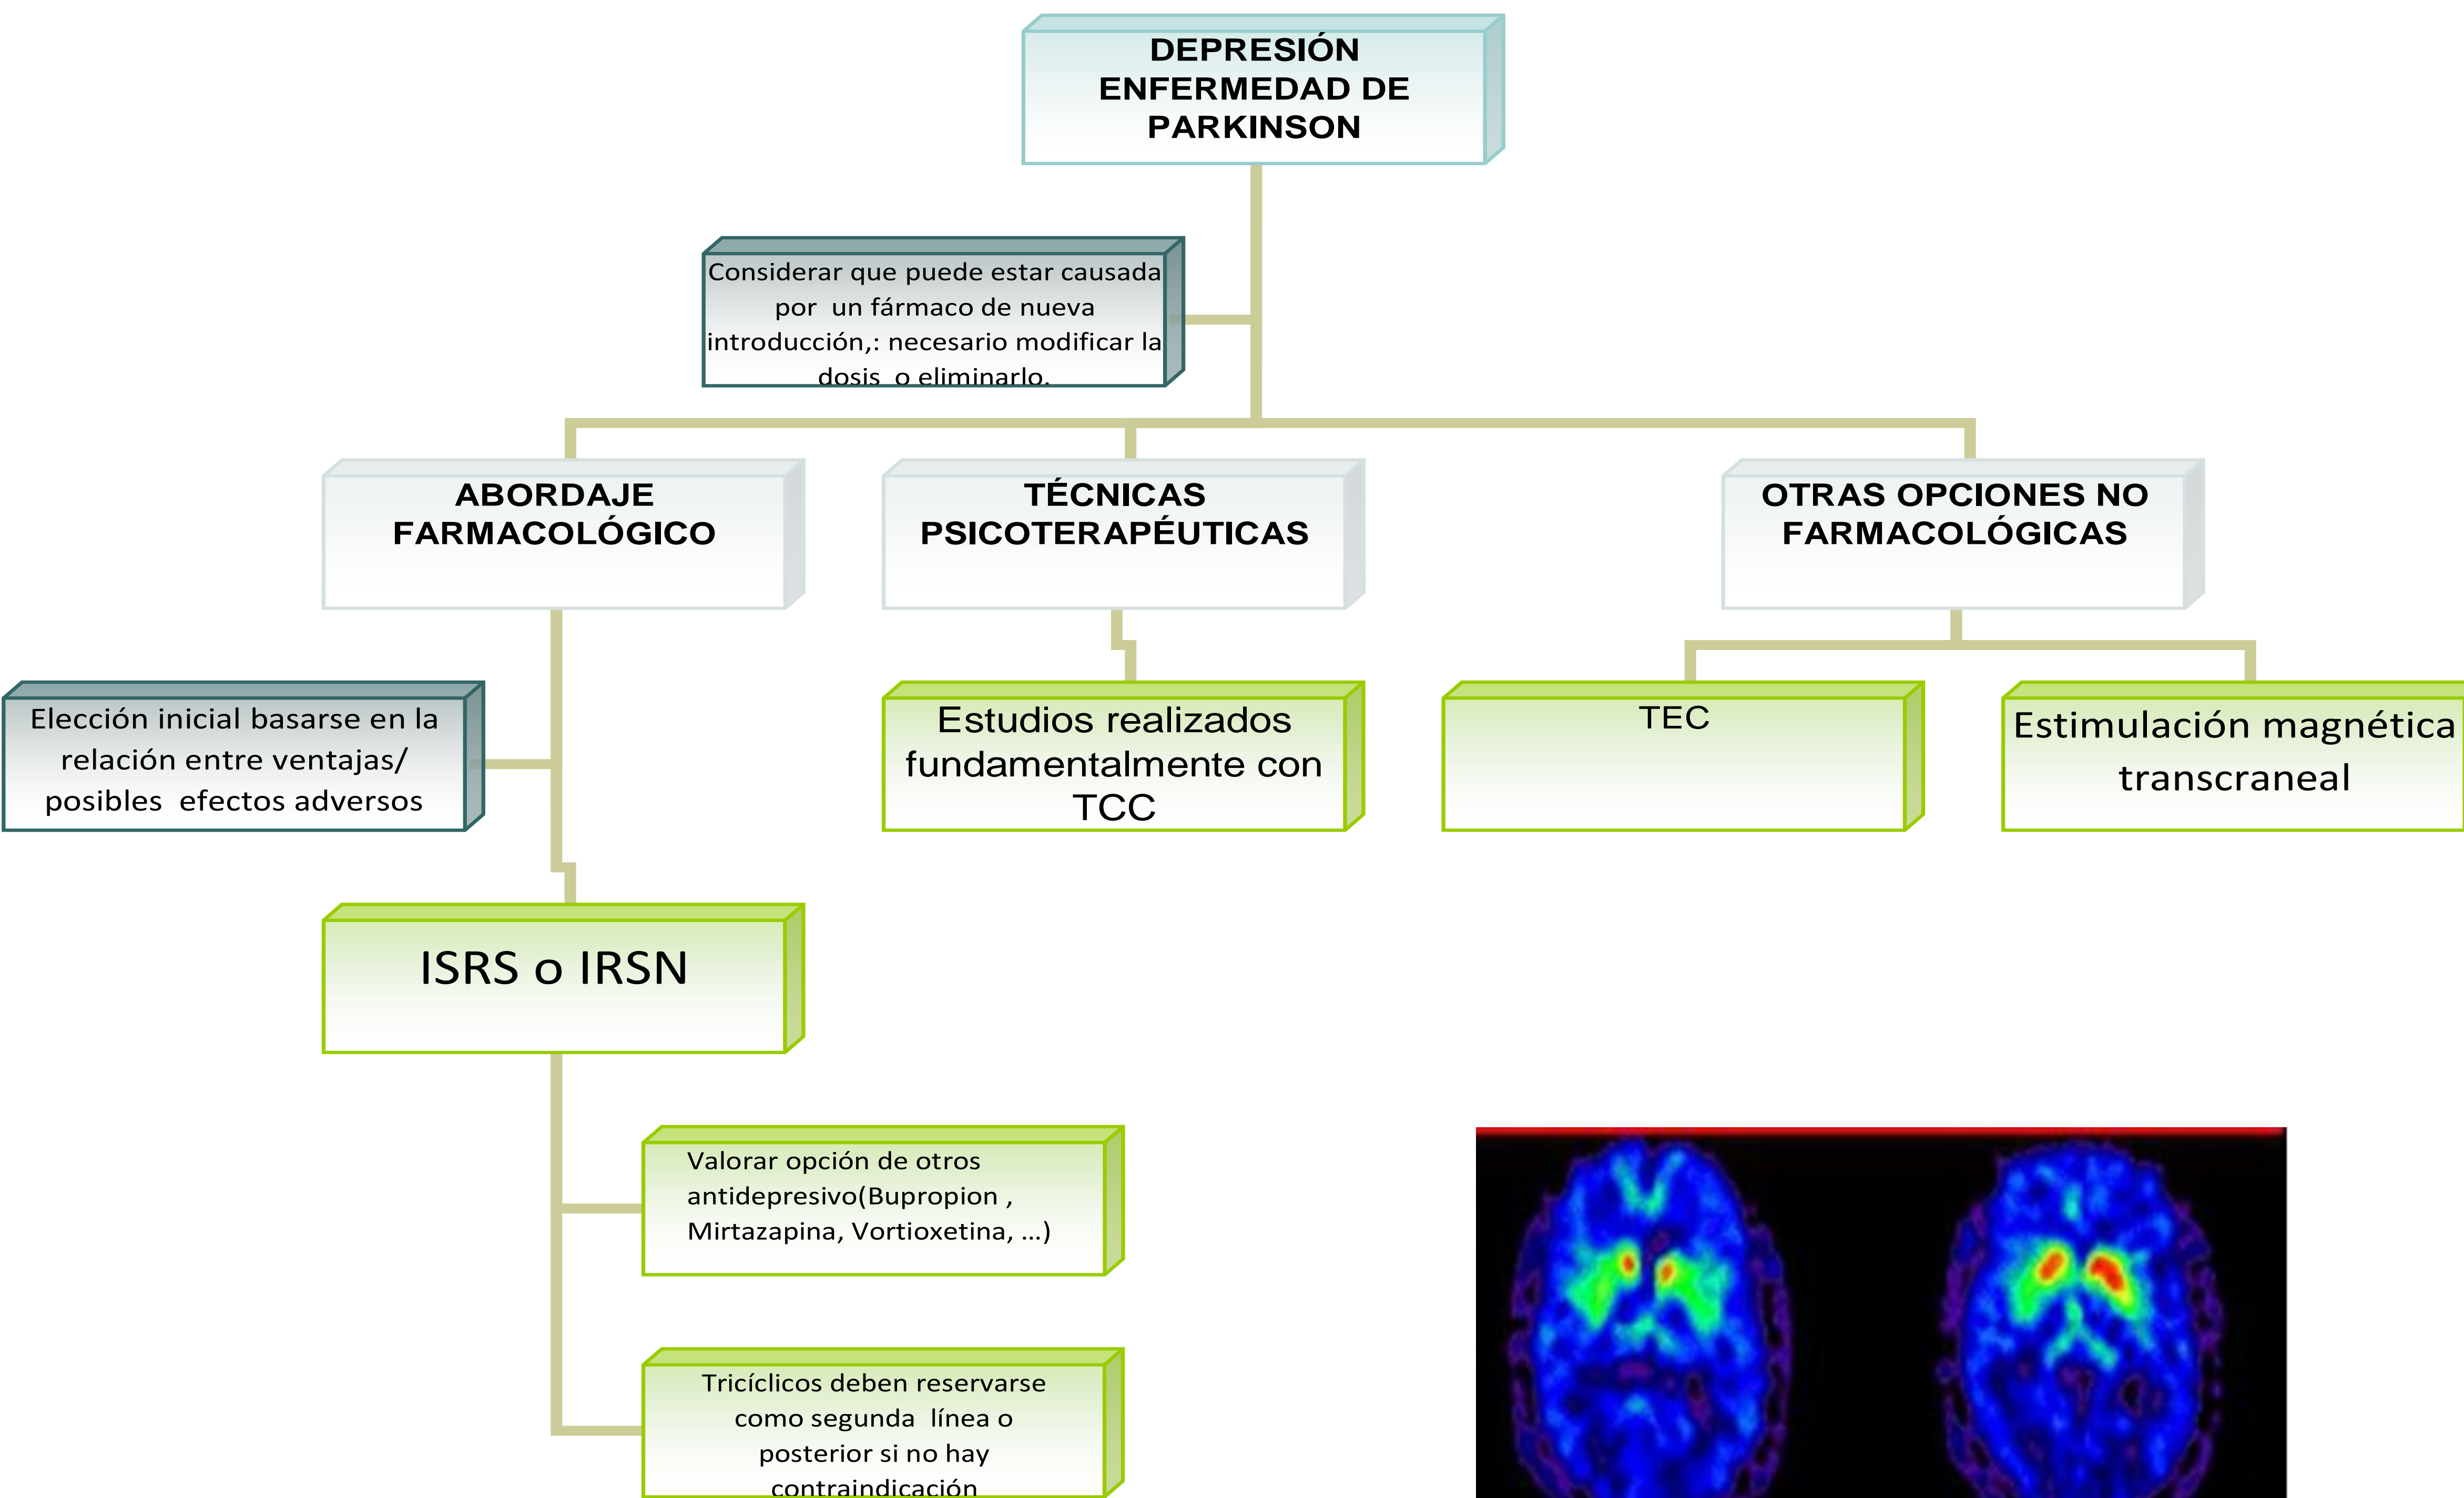 DEPRESIÓN
ENFERMEDAD DE
PARKINSON
Considerar que puede estar causada
por un fármaco de nueva
introducción,: necesario modificar la
dosis o eliminarlo.
ABORDAJE
FARMACOLÓGICO
TÉCNICAS
PSICOTERAPÉUTICAS
OTRAS OPCIONES NO
FARMACOLÓGICAS
Elección inicial basarse en la
relación entre ventajas/
posibles efectos adversos
Estudios realizados
fundamentalmente con
TCC
TEC
Estimulación magnética
transcraneal
ISRS o IRSN
Valorar opción de otros
antidepresivo(Bupropion ,
Mirtazapina, Vortioxetina, ...)
Tricíclicos deben reservarse
como segunda línea o
posterior si no hay
contraindicación